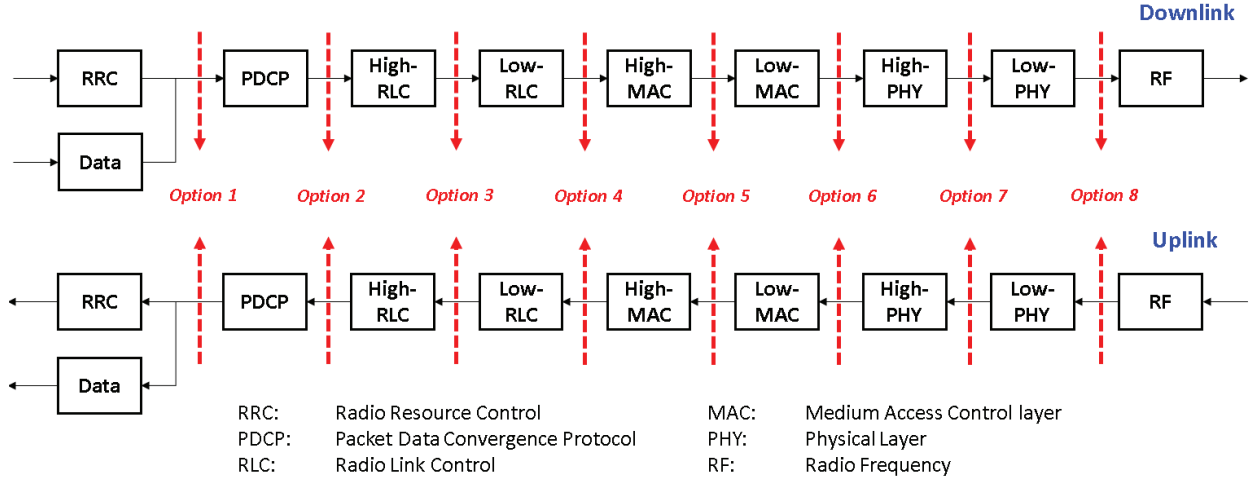 Downlink
RRC
PDCP
High-
RLC
Low-
RLC
High-
MAC
Low-
MAC
High-
PHY
Low-
PHY
RF
Data
Option 1
Option 2
Option 3
Option 4
Option 5
Option 6
Option 7
Option 8
Uplink
RRC
PDCP
High-
RLC
Low-
RLC
High-
MAC
Low-
MAC
High-
PHY
Low-
PHY
RF
Data
RRC: Radio Resource Control
PDCP: Packet Data Convergence Protocol
RLC: Radio Link Control
MAC: Medium Access Control layer
PHY: Physical Layer
RF: Radio Frequency